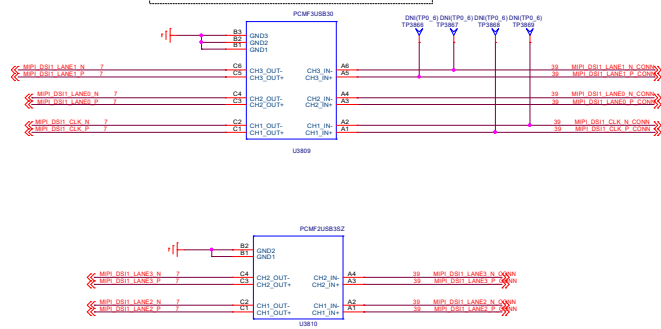 PCMF3USB30
DNI(TP0_6) DNI(TP0_6) DNI(TP0_6) DNI(TP0_6)
TP3866 TP3867 TP3868 TP3869
B3 GND3
B2 GND2
B1 GND1
MIPI_DSI1_LANE1_N 7 C6 CH3_OUT- CH3_IN- A6 39 MIPI_DSI1_LANE1_N_CONN
MIPI_DSI1_LANE1_P 7 C5 CH3_OUT+ CH3_IN+ A5 39 MIPI_DSI1_LANE1_P_CONN
MIPI_DSI1_LANE0_N 7 C4 CH2_OUT- CH2_IN- A4 39 MIPI_DSI1_LANE0_N_CONN
MIPI_DSI1_LANE0_P 7 C3 CH2_OUT+ CH2_IN+ A3 39 MIPI_DSI1_LANE0_P_CONN
MIPI_DSI1_CLK_N 7 C2 CH1_OUT- CH1_IN- A2 39 MIPI_DSI1_CLK_N_CONN
MIPI_DSI1_CLK_P 7 C1 CH1_OUT+ CH1_IN+ A1 39 MIPI_DSI1_CLK_P_CONN
U3809
PCMF2USB3SZ
B2 GND2
B1 GND1
MIPI_DSI1_LANE3_N 7 C4 CH2_OUT- CH2_IN- A4 39 MIPI_DSI1_LANE3_N_CONN
MIPI_DSI1_LANE3_P 7 C3 CH2_OUT+ CH2_IN+ A3 39 MIPI_DSI1_LANE3_P_CONN
MIPI_DSI1_LANE2_N 7 C2 CH1_OUT- CH1_IN- A2 39 MIPI_DSI1_LANE2_N_CONN
MIPI_DSI1_LANE2_P 7 C1 CH1_OUT+ CH1_IN+ A1 39 MIPI_DSI1_LANE2_P_CONN
U3810